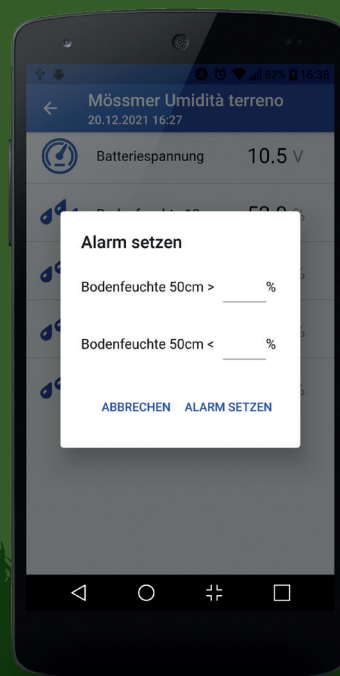 82% 16:38
Mössmer Umidità terreno
20.12.2021 16:27
Batteriespannung 10.5 V
Alarm setzen
Bodenfeuchte 50cm > %
Bodenfeuchte 50cm < %
ABBRECHEN ALARM SETZEN